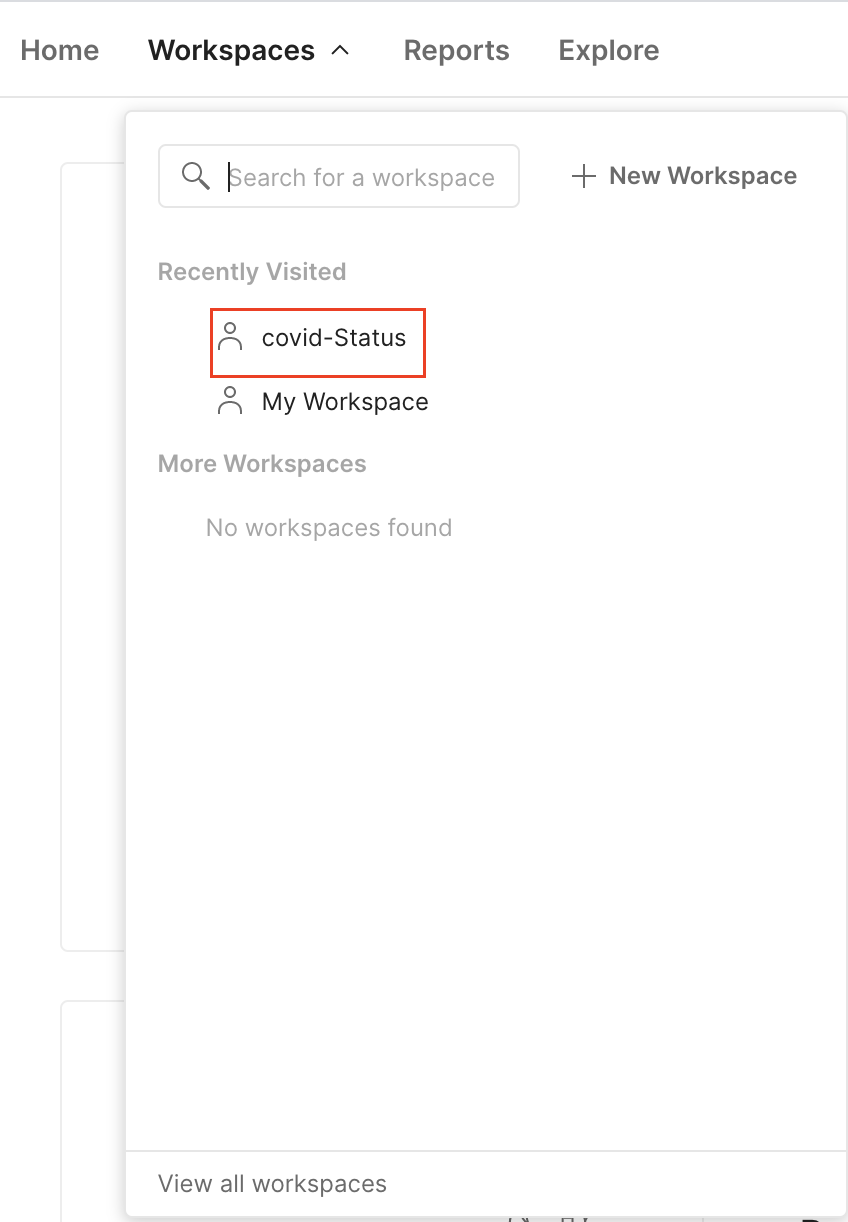 Home Workspaces Reports Explore
Search for a workspace New Workspace
Recently Visited
covid-Status
My Workspace
More Workspaces
No workspaces found
View all workspaces